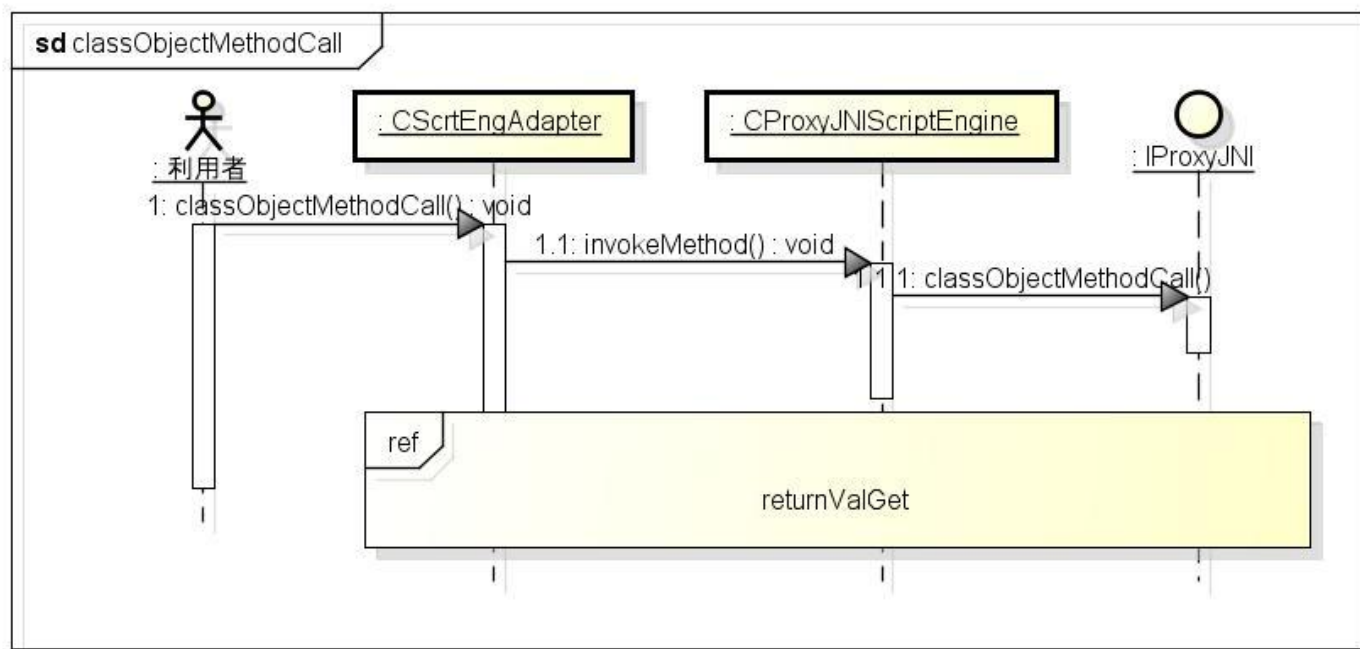 sd classObjectMethodCall
: 利用者
: CScrtEngAdapter
: CProxyJNIScriptEngine
: IProxyJNI
1: classObjectMethodCall() : void
1.1: invokeMethod() : void
1.1.1: classObjectMethodCall()
ref
returnValGet